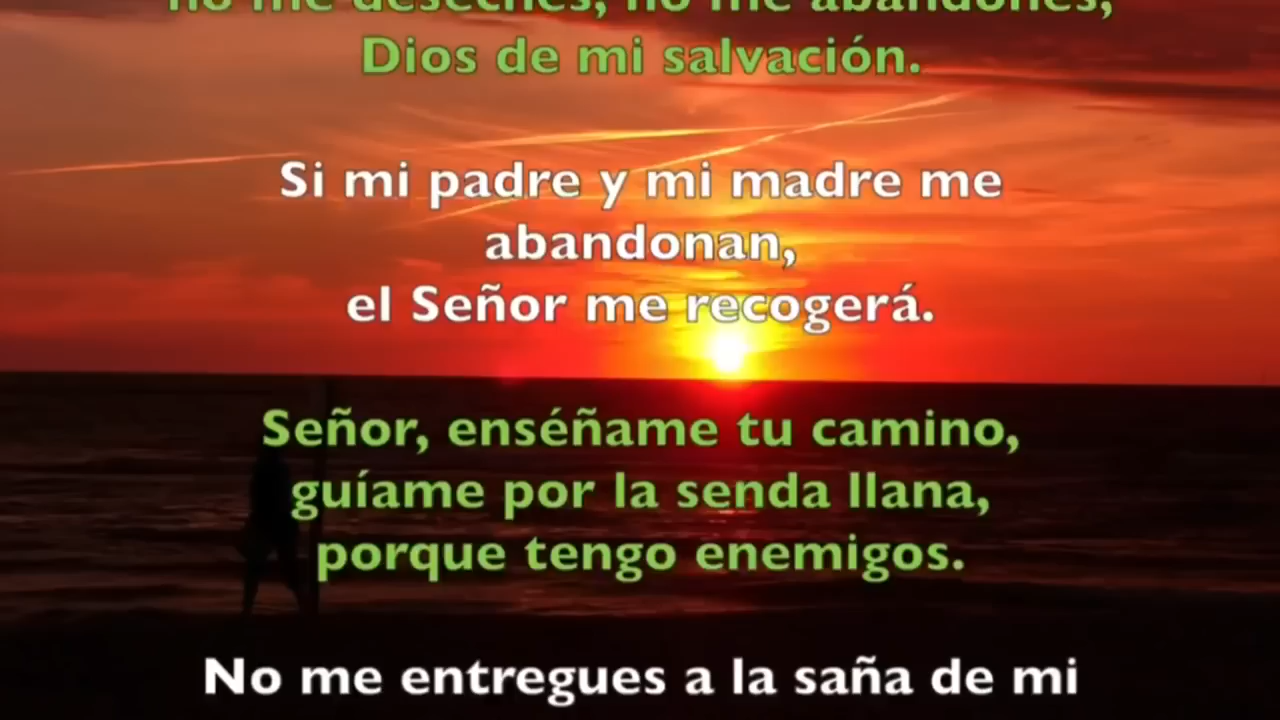 no me deseches, no me abandones,
Dios de mi salvación.
Si mi padre y mi madre me
abandonan,
el Señor me recogerá.
Señor, enséñame tu camino,
guíame por la senda llana,
porque tengo enemigos.
No me entregues a la saña de mi